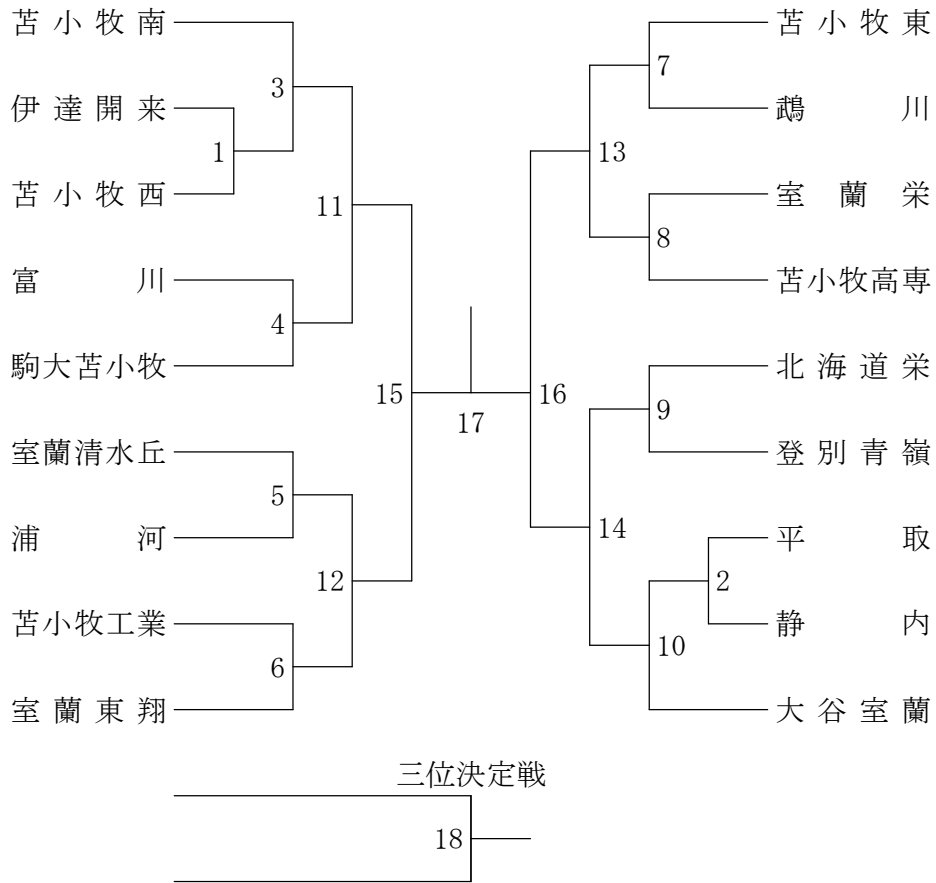 苫小牧南
3
伊達開来
1
苫小牧西
11
富川
4
駒大苫小牧
15
室蘭清水丘
5
浦河
12
苫小牧工業
6
室蘭東翔
17
苫小牧東
7
鵡川
13
室蘭栄
8
苫小牧高専
16
北海道栄
9
登別青嶺
14
平取
2
静内
10
大谷室蘭
三位決定戦
18